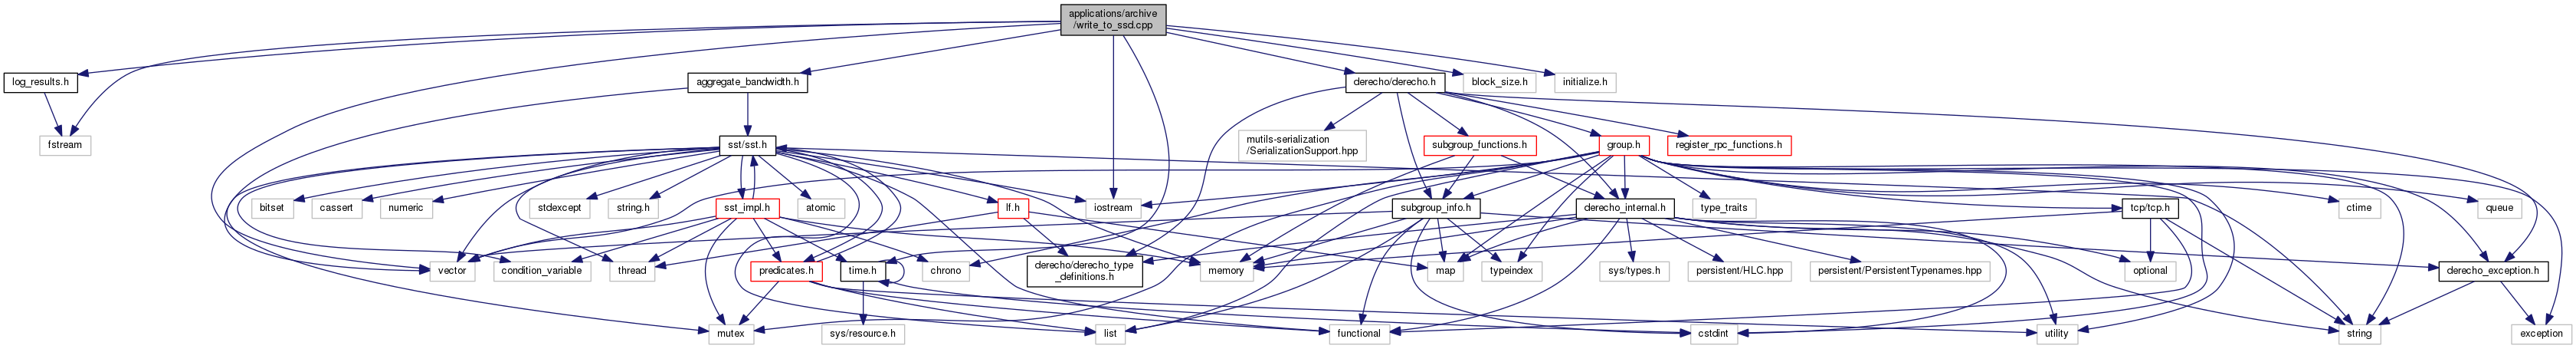 applications/archive
/write_to_ssd.cpp
log_results.h
aggregate_bandwidth.h
derecho/derecho.h
block_size.h
initialize.h
fstream
sst/sst.h
mutils-serialization
/SerializationSupport.hpp
subgroup_functions.h
group.h
register_rpc_functions.h
bitset
cassert
numeric
stdexcept
string.h
sst_impl.h
atomic
iostream
lf.h
subgroup_info.h
derecho_internal.h
type_traits
tcp/tcp.h
ctime
queue
vector
condition_variable
thread
predicates.h
time.h
chrono
derecho/derecho_type
_definitions.h
memory
map
typeindex
sys/types.h
persistent/HLC.hpp
persistent/PersistentTypenames.hpp
optional
derecho_exception.h
mutex
sys/resource.h
list
functional
cstdint
utility
string
exception